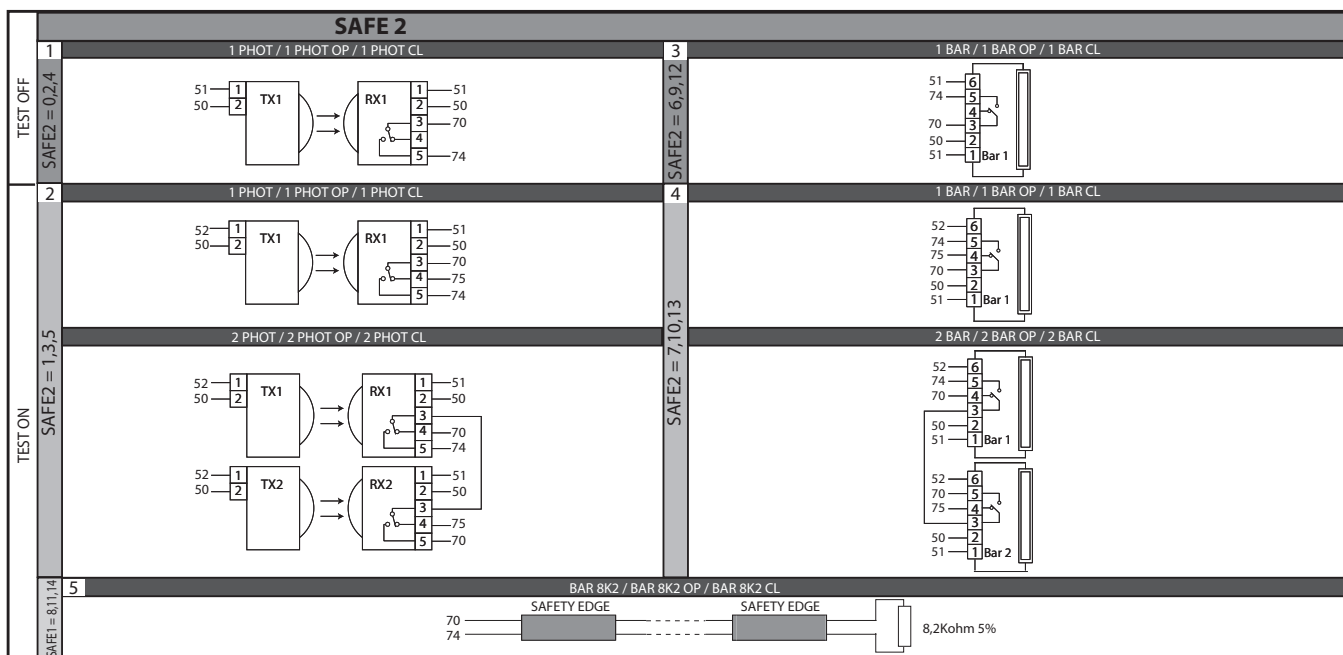 SAFE 2
TEST OFF
SAFE2 = 0,2,4
1
1 PHOT / 1 PHOT OP / 1 PHOT CL
51 1 TX1 RX1 1 51
50 2 2 50
3 70
4
5 74
SAFE2 = 6,9,12
3
1 BAR / 1 BAR OP / 1 BAR CL
51 6
74 5
4
70 3
50 2
51 1 Bar 1
TEST ON
SAFE2 = 1,3,5
2
1 PHOT / 1 PHOT OP / 1 PHOT CL
52 1 TX1 RX1 1 51
50 2 2 50
3 70
4 75
5 74
2 PHOT / 2 PHOT OP / 2 PHOT CL
52 1 TX1 RX1 1 51
50 2 2 50
3
4 70
5 74
52 1 TX2 RX2 1 51
50 2 2 50
3
4 75
5 70
SAFE2 = 7,10,13
4
1 BAR / 1 BAR OP / 1 BAR CL
52 6
74 5
75 4
70 3
50 2
51 1 Bar 1
2 BAR / 2 BAR OP / 2 BAR CL
52 6
74 5
70 4
3
50 2
51 1 Bar 1
52 6
70 5
75 4
3
50 2
51 1 Bar 2
SAFE1 = 8,11,14
5
BAR 8K2 / BAR 8K2 OP / BAR 8K2 CL
SAFETY EDGE SAFETY EDGE
70
74
8,2Kohm 5%